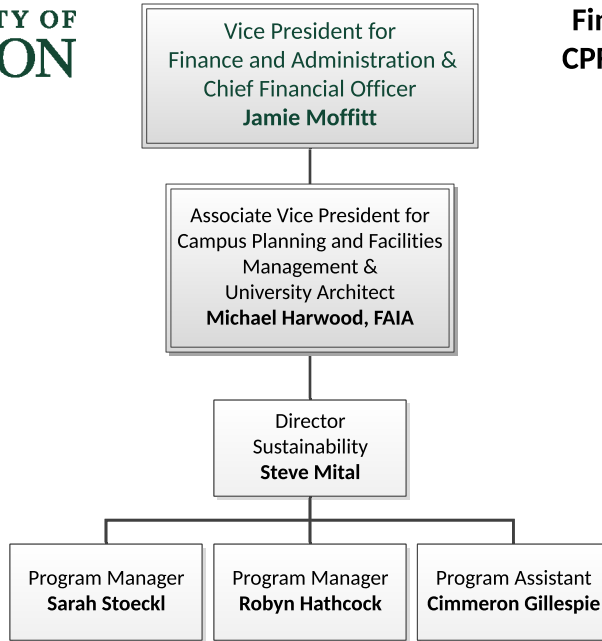 TY OF
ON
Vice President for
Finance and Administration &
Chief Financial Officer
Jamie Moffitt
Associate Vice President for
Campus Planning and Facilities
Management &
University Architect
Michael Harwood, FAIA
Director
Sustainability
Steve Mital
Program Manager
Sarah Stoeckl
Program Manager
Robyn Hathcock
Program Assistant
Cimmeron Gillespie